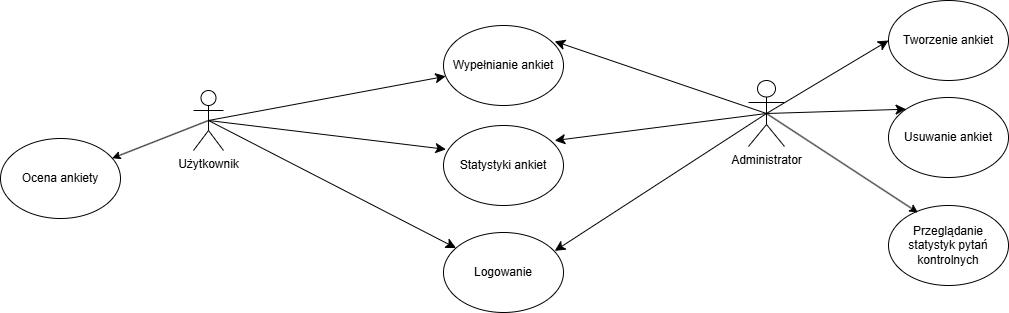 Tworzenie ankiet
Wypełnianie ankiet
Usuwanie ankiet
Użytkownik
Administrator
Statystyki ankiet
Ocena ankiety
Przeglądanie
statystyk pytań
kontrolnych
Logowanie